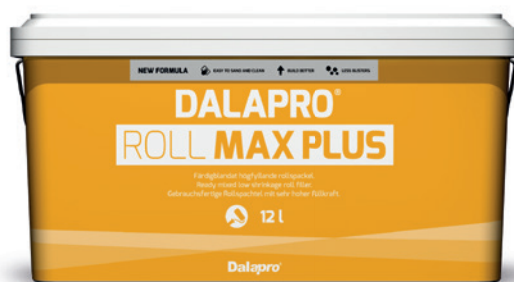 NEW FORMULA EASY TO SAND AND CLEAN BUILD BETTER LESS BLISTERS
DALAPRO®
ROLL MAX PLUS
Färdigblandat högfyllande rollspackel.
Ready mixed low shrinkage roll filler.
Gebrauchsfertige Rollspachtel mit sehr hoher Füllkraft.
12 l
Dalapro®